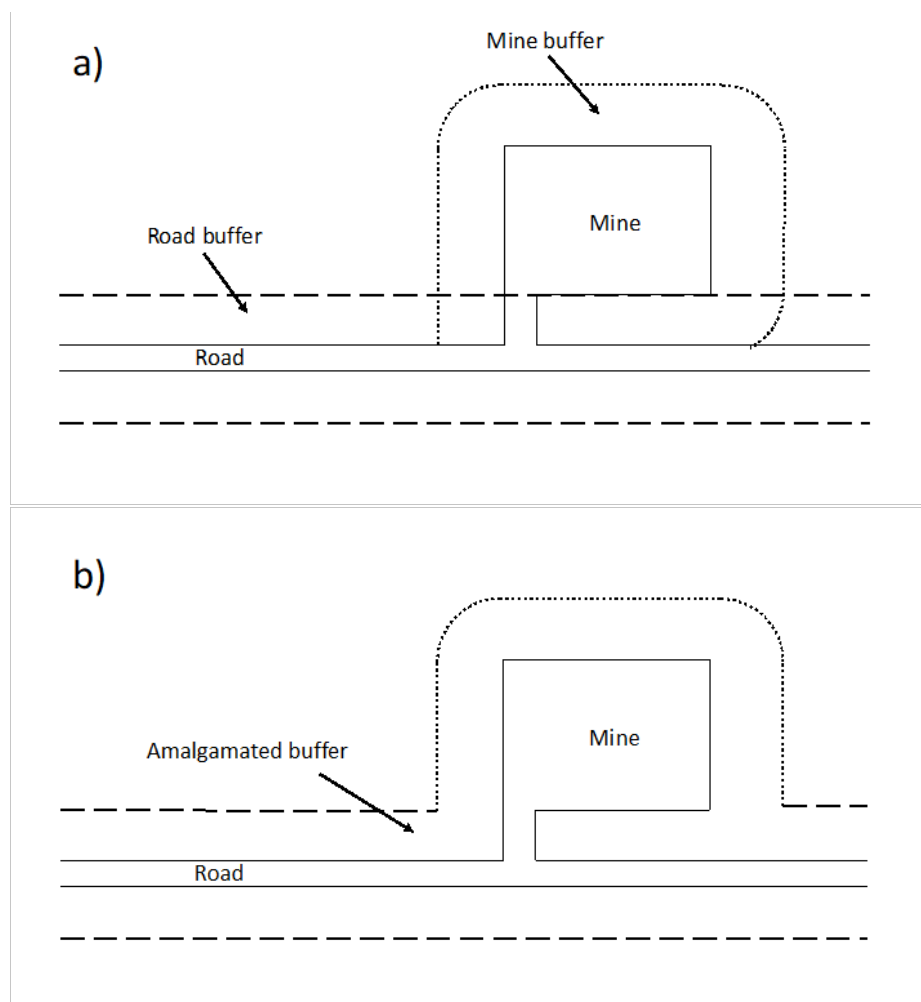 a)
Mine buffer
Mine
Road buffer
Road
b)
Mine
Amalgamated buffer
Road